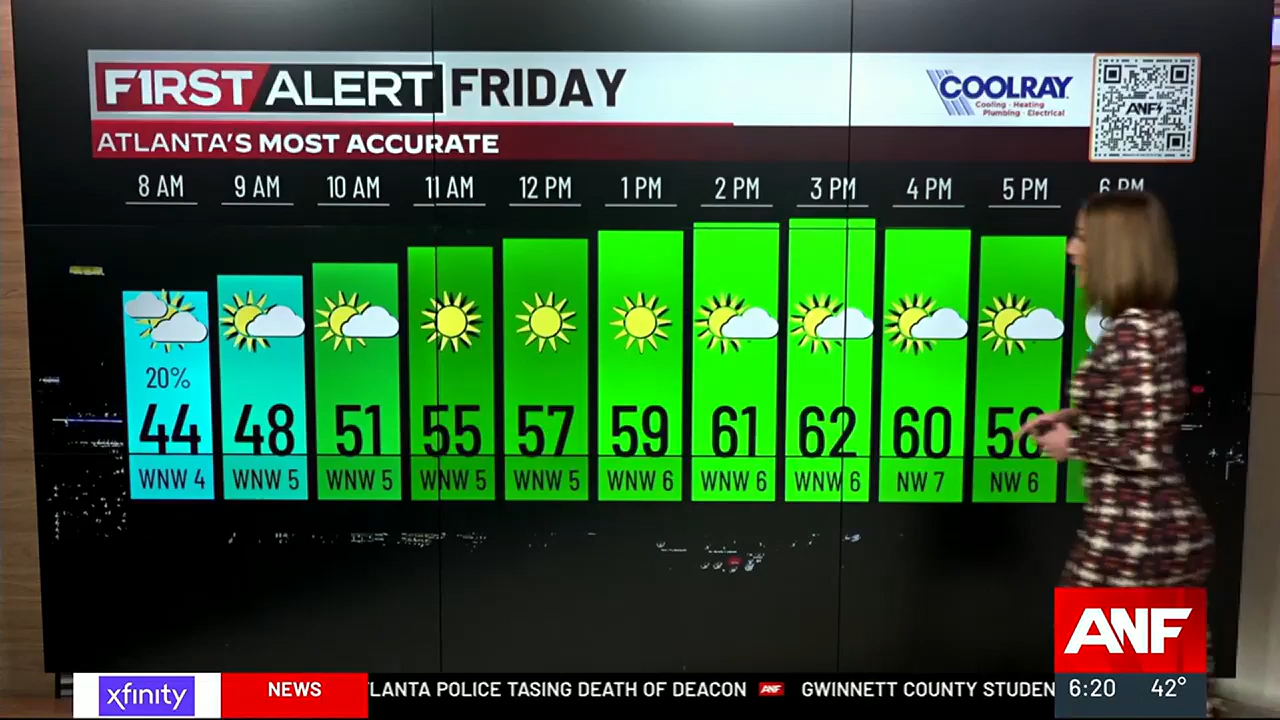 F1RST ALERT FRIDAY
ATLANTA'S MOST ACCURATE
COOLRAY
Cooling · Heating
Plumbing · Electrical
ANF
8 AM 9 AM 10 AM 11 AM 12 PM 1 PM 2 PM 3 PM 4 PM 5 PM 6 PM
20%
44 48 51 55 57 59 61 62 60
WNW 4 WNW 5 WNW 5 WNW 5 WNW 5 WNW 6 WNW 6 WNW 6 NW 7 NW 6
ANF
xfinity NEWS LANTA POLICE TASING DEATH OF DEACON ANF GWINNETT COUNTY STUDEN
6:20 42°